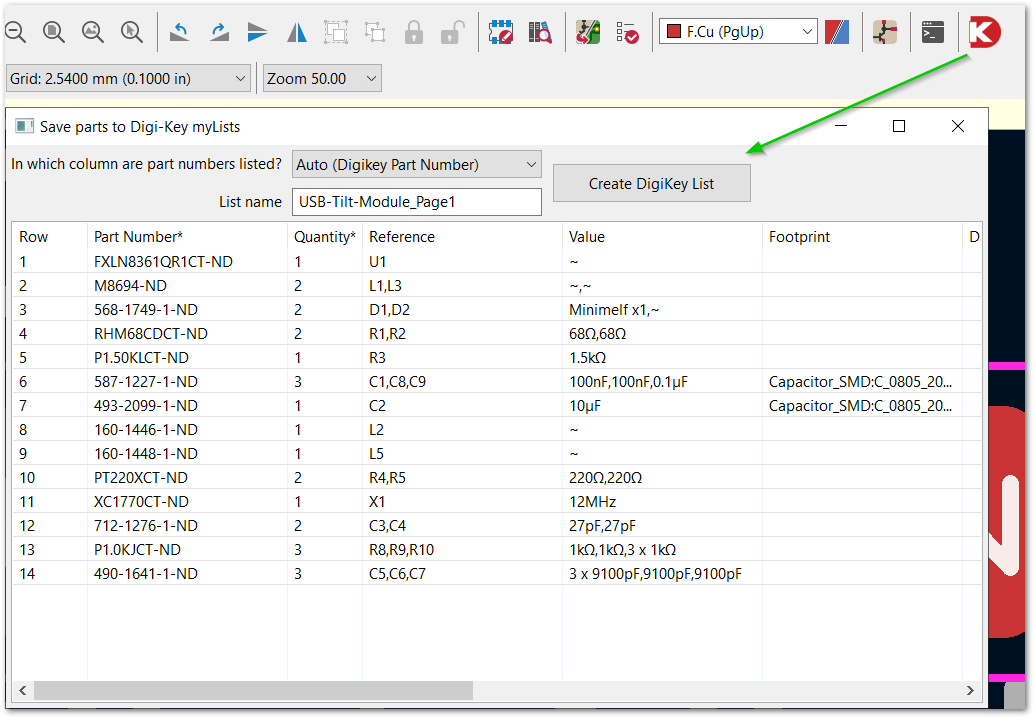 F.Cu (PgUp)
Grid: 2.5400 mm (0.1000 in) Zoom 50.00
Save parts to Digi-Key myLists
In which column are part numbers listed? Auto (Digikey Part Number)
Create DigiKey List
List name USB-Tilt-Module_Page1
Row Part Number* Quantity* Reference Value Footprint D
1 FXLN8361QR1CT-ND 1 U1 ~
2 M8694-ND 2 L1,L3 ~,~
3 568-1749-1-ND 2 D1,D2 Minimelf x1,~
4 RHM68CDCT-ND 2 R1,R2 68Ω,68Ω
5 P1.50KLCT-ND 1 R3 1.5kΩ
6 587-1227-1-ND 3 C1,C8,C9 100nF,100nF,0.1µF Capacitor_SMD:C_0805_20...
7 493-2099-1-ND 1 C2 10µF Capacitor_SMD:C_0805_20...
8 160-1446-1-ND 1 L2 ~
9 160-1448-1-ND 1 L5 ~
10 PT220XCT-ND 2 R4,R5 220Ω,220Ω
11 XC1770CT-ND 1 X1 12MHz
12 712-1276-1-ND 2 C3,C4 27pF,27pF
13 P1.0KJCT-ND 3 R8,R9,R10 1kΩ,1kΩ,3 x 1kΩ
14 490-1641-1-ND 3 C5,C6,C7 3 x 9100pF,9100pF,9100pF